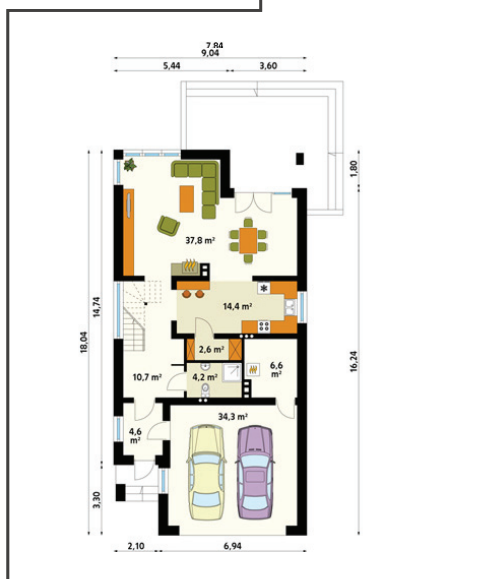 7,84
9,04
5,44
3,60
1,80
37,8 m²
14,4 m²
14,74
18,04
16,24
2,6 m²
4,2 m²
6,6
m²
10,7 m²
4,6
m²
34,3 m²
3,30
2,10
6,94